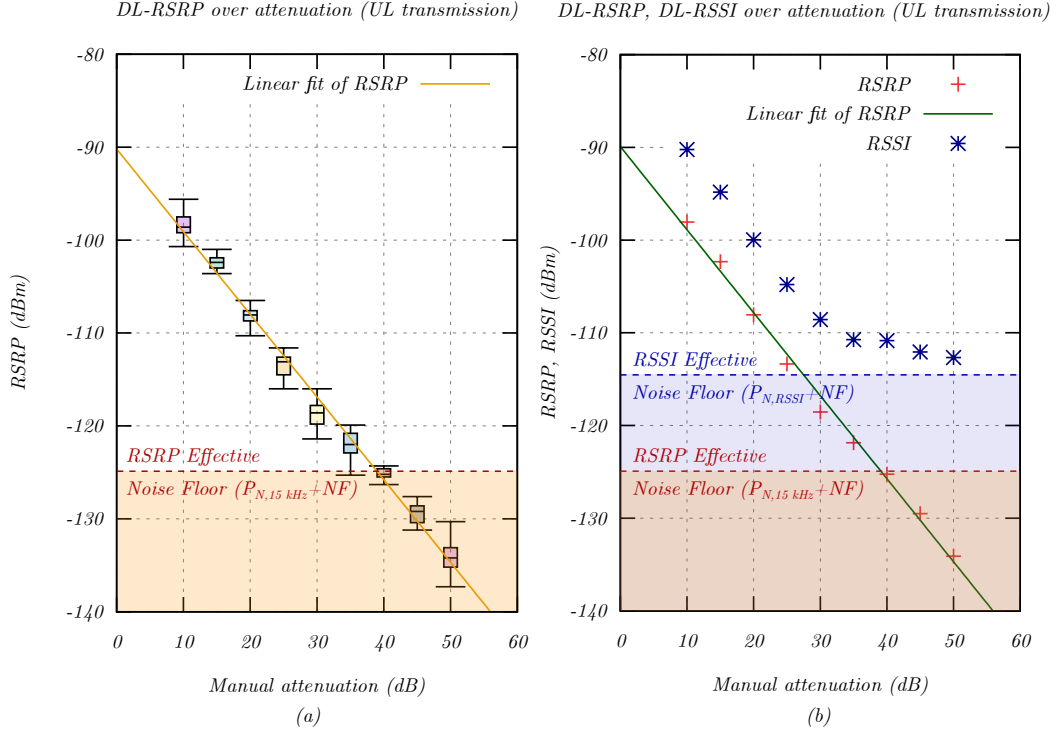 DL-RSRP over attenuation (UL transmission)
-80
-90
-100
-110
-120
-130
-140
RSRP (dBm)
Linear fit of RSRP
RSRP Effective
Noise Floor (P_{N,15 kHz}+NF)
0 10 20 30 40 50 60
Manual attenuation (dB)
(a)
DL-RSRP, DL-RSSI over attenuation (UL transmission)
-80
-90
-100
-110
-120
-130
-140
RSRP, RSSI (dBm)
RSRP
Linear fit of RSRP
RSSI
RSSI Effective
Noise Floor (P_{N,RSSI}+NF)
RSRP Effective
Noise Floor (P_{N,15 kHz}+NF)
0 10 20 30 40 50 60
Manual attenuation (dB)
(b)